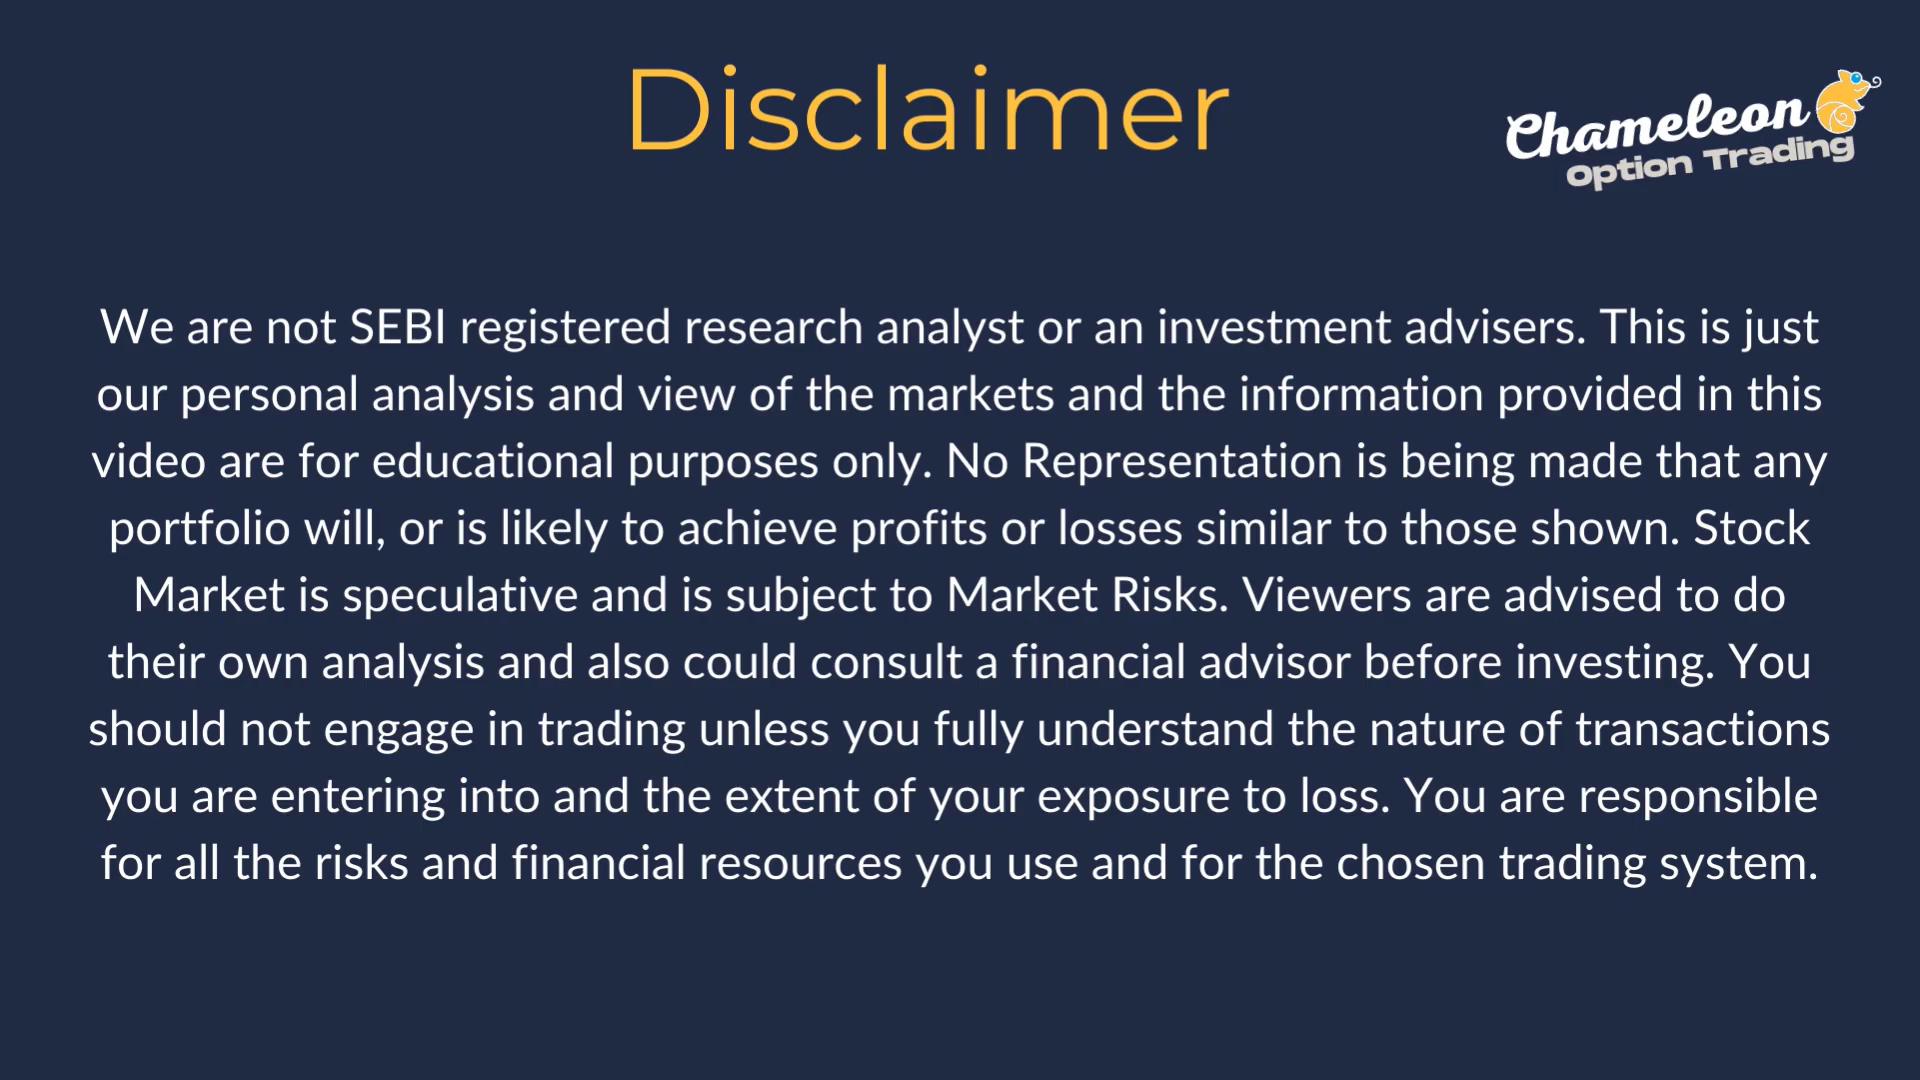 Disclaimer
Chameleon
Option Trading
We are not SEBI registered research analyst or an investment advisers. This is just
our personal analysis and view of the markets and the information provided in this
video are for educational purposes only. No Representation is being made that any
portfolio will, or is likely to achieve profits or losses similar to those shown. Stock
Market is speculative and is subject to Market Risks. Viewers are advised to do
their own analysis and also could consult a financial advisor before investing. You
should not engage in trading unless you fully understand the nature of transactions
you are entering into and the extent of your exposure to loss. You are responsible
for all the risks and financial resources you use and for the chosen trading system.